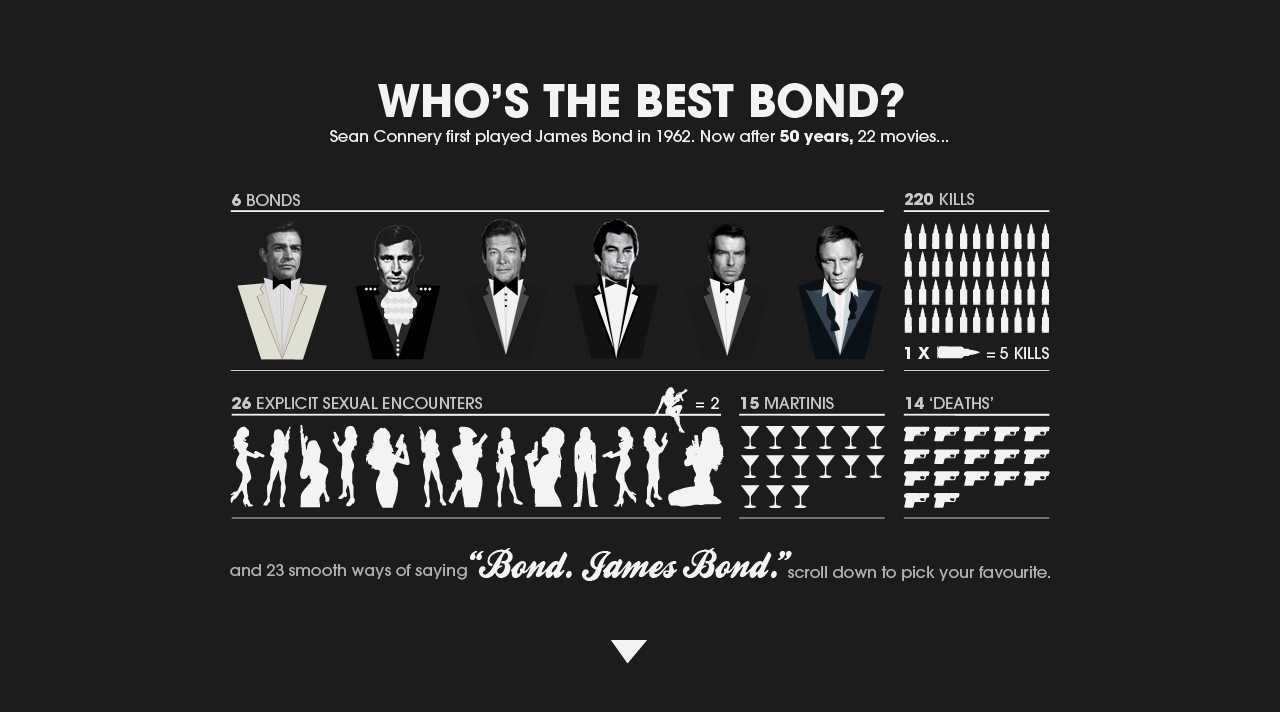 WHO'S THE BEST BOND?
Sean Connery first played James Bond in 1962. Now after 50 years, 22 movies...
6 BONDS
220 KILLS
1 X = 5 KILLS
26 EXPLICIT SEXUAL ENCOUNTERS
= 2
15 MARTINIS
14 ‘DEATHS’
and 23 smooth ways of saying “Bond. James Bond.” scroll down to pick your favourite.